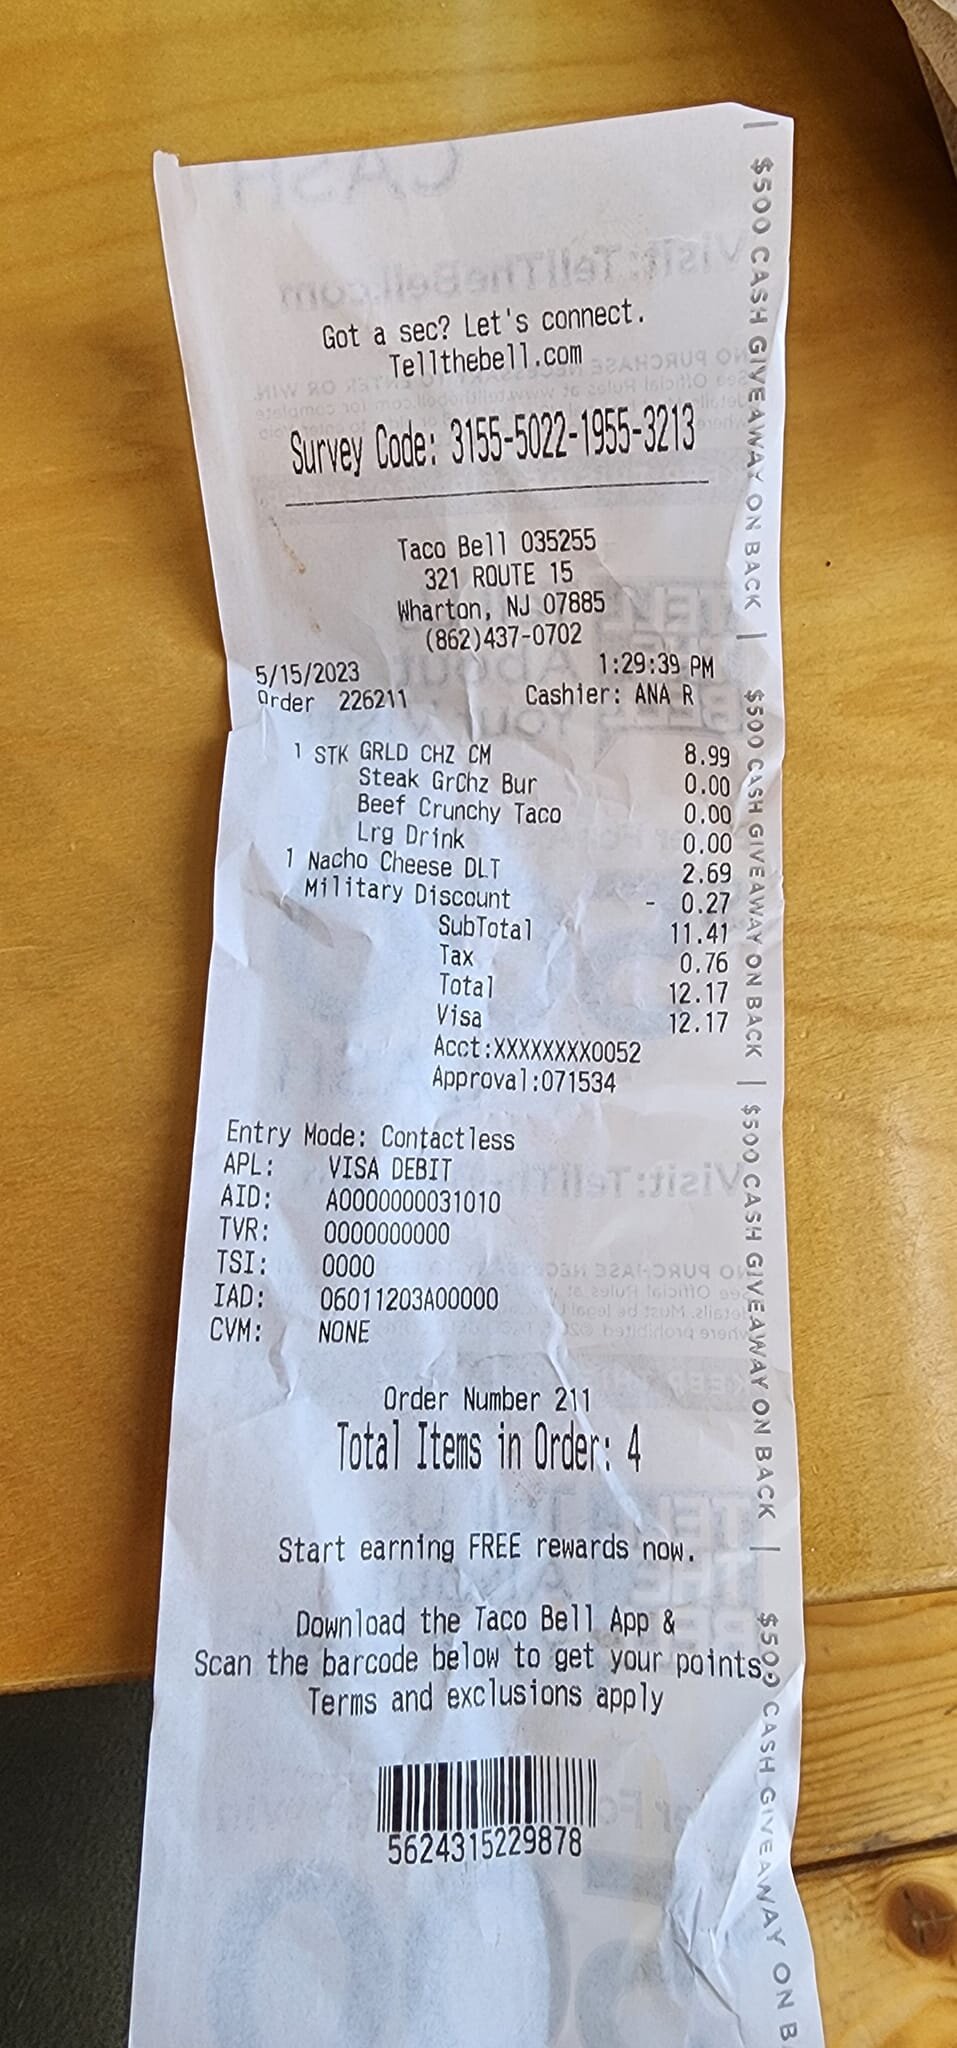 Got a sec? Let's connect.
Tellthebell.com
Survey Code: 3155-5022-1955-3213
Taco Bell 035255
321 ROUTE 15
Wharton, NJ 07885
(862)437-0702
5/15/2023 1:29:39 PM
Order 226211 Cashier: ANA R
1 STK GRLD CHZ CM 8.99
Steak GrChz Bur 0.00
Beef Crunchy Taco 0.00
Lrg Drink 0.00
1 Nacho Cheese DLT 2.69
Military Discount - 0.27
SubTotal 11.41
Tax 0.76
Total 12.17
Visa 12.17
Acct:XXXXXXXX0052
Approval:071534
Entry Mode: Contactless
APL: VISA DEBIT
AID: A0000000031010
TVR: 0000000000
TSI: 0000
IAD: 06011203A00000
CVM: NONE
Order Number 211
Total Items in Order: 4
Start earning FREE rewards now.
Download the Taco Bell App &
Scan the barcode below to get your points.
Terms and exclusions apply
5624315229878
| $500 CASH GIVEAWAY ON BACK | $500 CASH GIVEAWAY ON BACK | $500 CASH GIVEAWAY ON BACK | $500 CASH GIVEAWAY ON BA